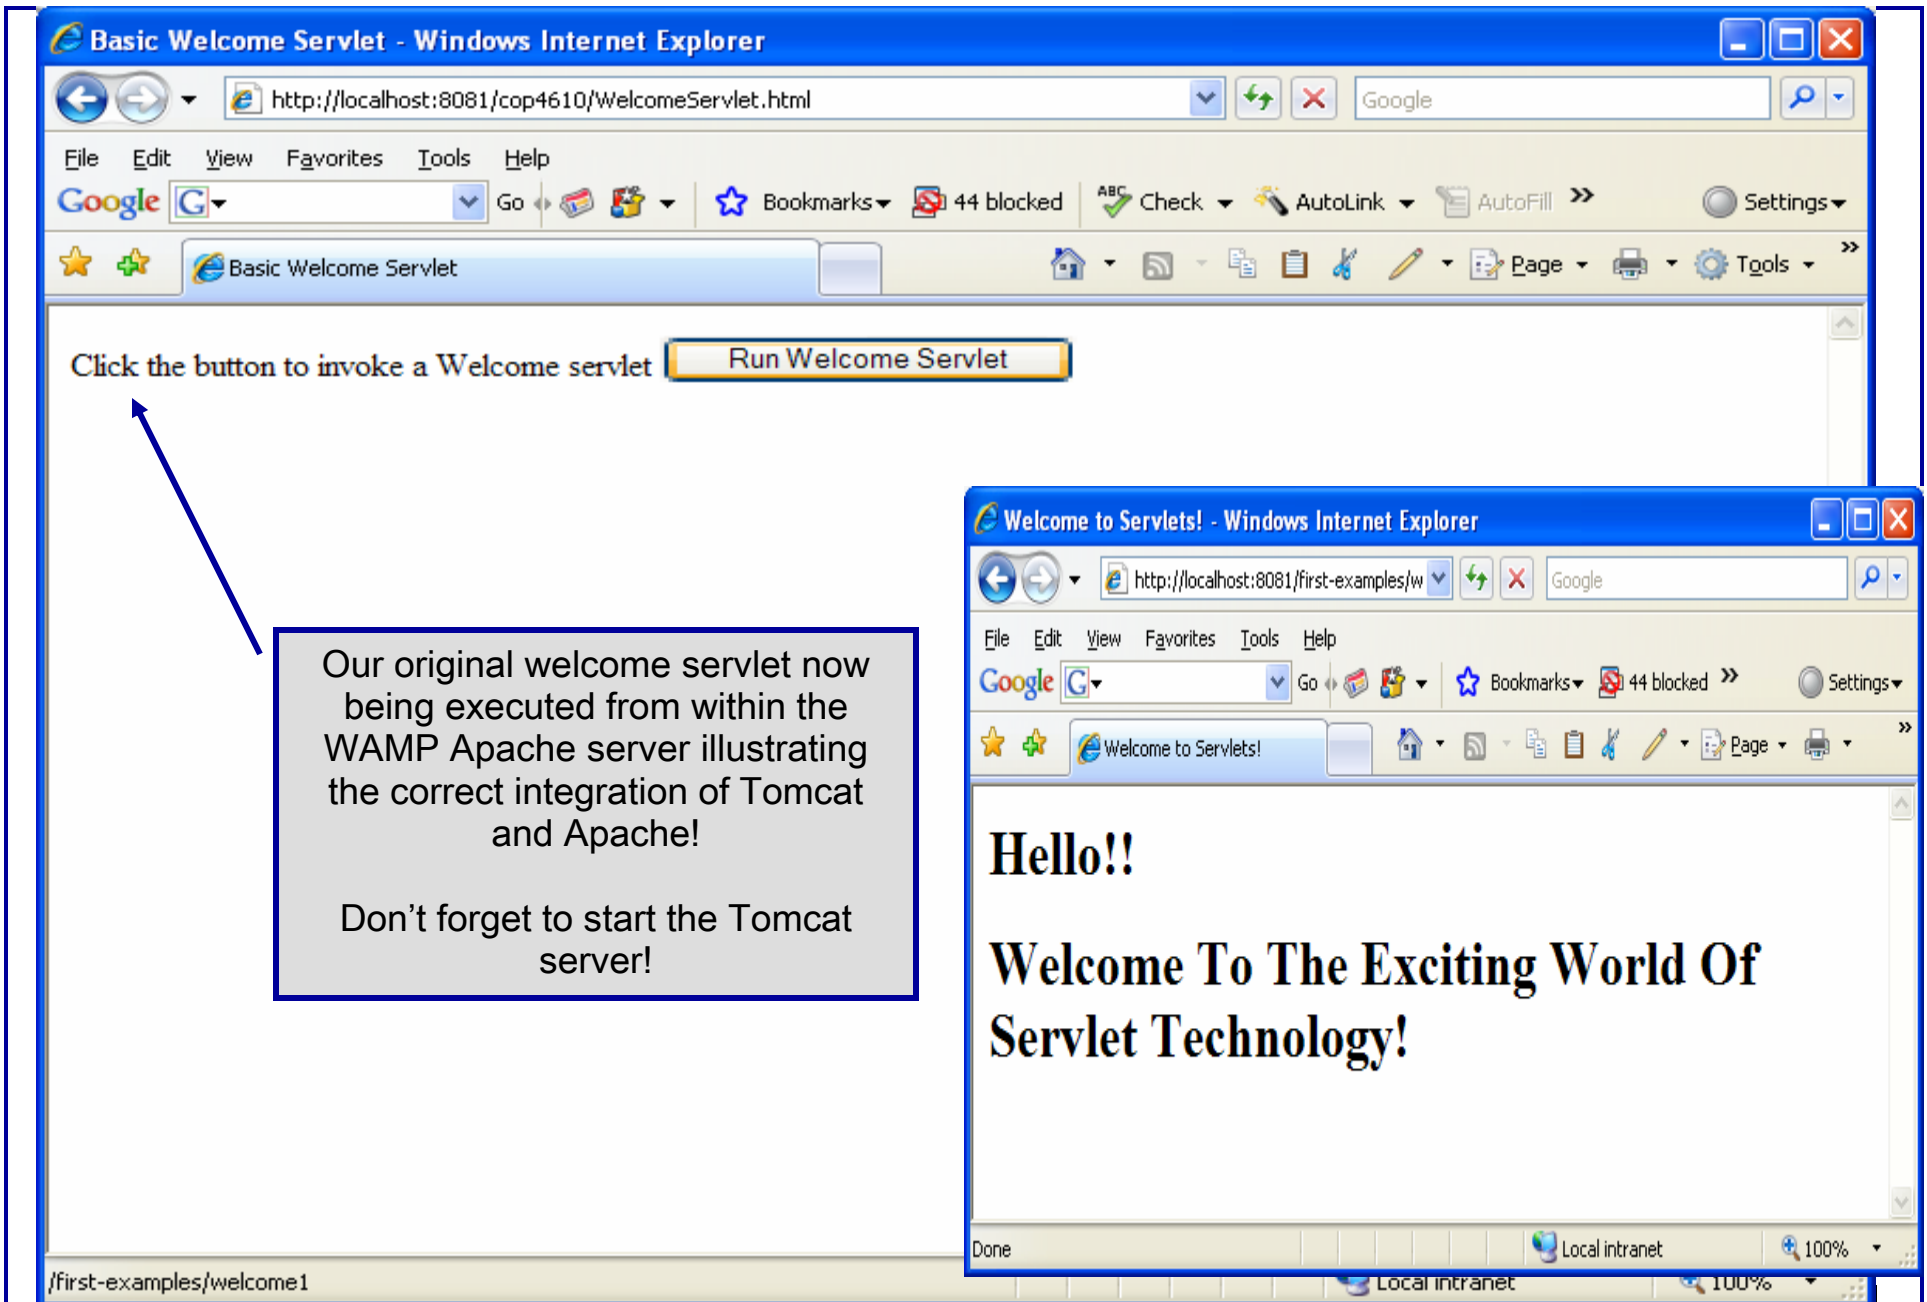 Basic Welcome Servlet - Windows Internet Explorer
http://localhost:8081/cop4610/WelcomeServlet.html
Google
File Edit View Favorites Tools Help
Google G Go Bookmarks 44 blocked ABC Check AutoLink AutoFill » Settings
Basic Welcome Servlet Page Tools »
Click the button to invoke a Welcome servlet Run Welcome Servlet
Our original welcome servlet now
being executed from within the
WAMP Apache server illustrating
the correct integration of Tomcat
and Apache!
Don’t forget to start the Tomcat
server!
Welcome to Servlets! - Windows Internet Explorer
http://localhost:8081/first-examples/w
Google
File Edit View Favorites Tools Help
Google G Go Bookmarks 44 blocked » Settings
Welcome to Servlets! Page »
Hello!!
Welcome To The Exciting World Of
Servlet Technology!
Done Local intranet 100%
/first-examples/welcome1 Local intranet 100%